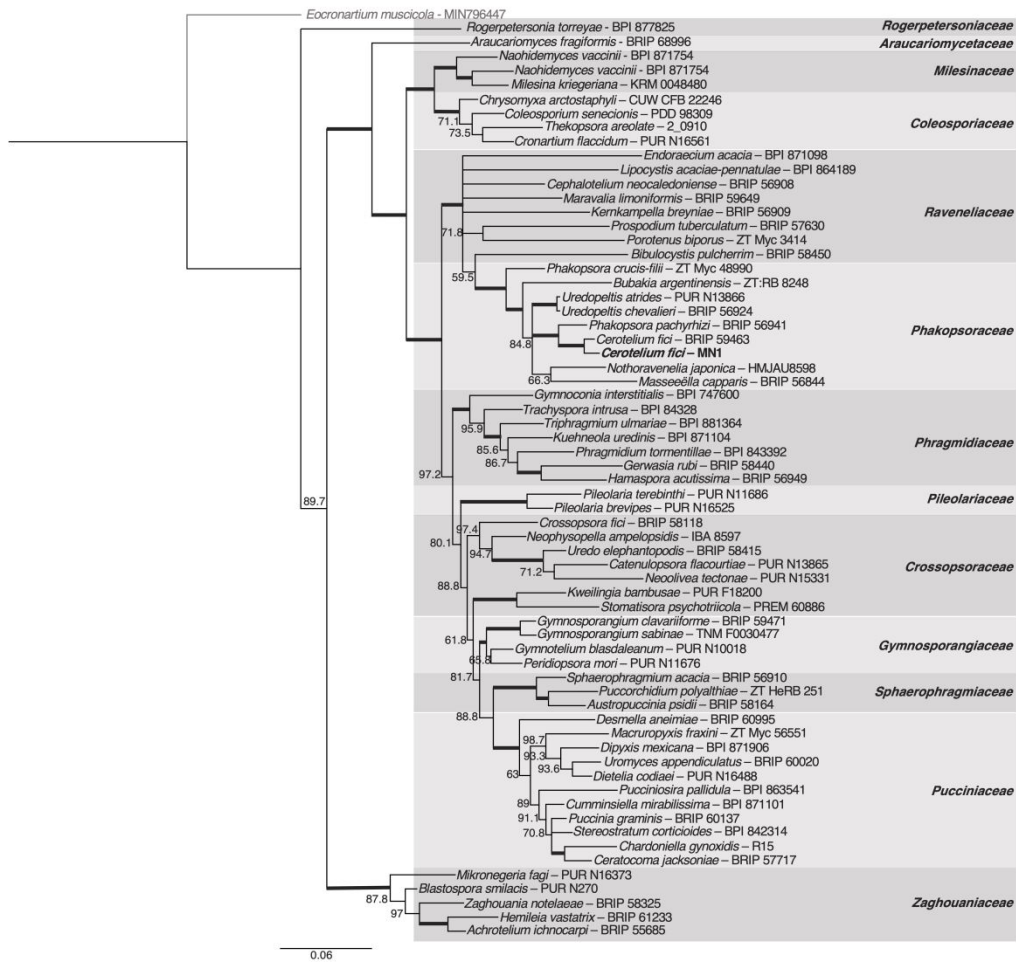 Eocronartium muscicola - MIN796447
Rogerpetersonia torreyae - BPI 877825
Rogerpetersoniaceae
Araucariomyces fragiformis – BRIP 68996
Araucariomycetaceae
Naohidemyces vaccinii - BPI 871754
Naohidemyces vaccinii – BPI 871754
Milesinaceae
Milesina kriegeriana – KRM 0048480
Chrysomyxa arctostaphyli – CUW CFB 22246
Coleosporium senecionis – PDD 98309
71.1
Coleosporiaceae
Thekopsora areolate – 2_0910
73.5
Cronartium flaccidum – PUR N16561
Endoraecium acacia – BPI 871098
Lipocystis acaciae-pennatulae – BPI 864189
Cephalotelium neocaledoniense – BRIP 56908
Maravalia limoniformis – BRIP 59649
Raveneliaceae
Kernkampella breyniae – BRIP 56909
Prospodium tuberculatum – BRIP 57630
71.8
Porotenus biporus – ZT Myc 3414
Bibulocystis pulcherrim – BRIP 58450
59.5
Phakopsora crucis-filii – ZT Myc 48990
Bubakia argentinensis – ZT:RB 8248
Uredopeltis atrides – PUR N13866
Uredopeltis chevalieri – BRIP 56924
Phakopsora pachyrhizi – BRIP 56941
Phakopsoraceae
Cerotelium fici – BRIP 59463
84.8
Cerotelium fici – MN1
Nothoravenelia japonica – HMJAU8598
66.3
Masseeëlla capparis – BRIP 56844
Gymnoconia interstitialis – BPI 747600
Trachyspora intrusa – BPI 84328
Triphragmium ulmariae – BPI 881364
95.9
Kuehneola uredinis – BPI 871104
Phragmidiaceae
85.6
Phragmidium tormentillae – BPI 843392
86.7
Gerwasia rubi – BRIP 58440
97.2
Hamaspora acutissima – BRIP 56949
Pileolaria terebinthi – PUR N11686
Pileolariaceae
89.7
Pileolaria brevipes – PUR N16525
Crossopsora fici – BRIP 58118
97.4
Neophysopella ampelopsidis – IBA 8597
80.1
Uredo elephantopodis – BRIP 58415
94.7
Catenulopsora flacourtiae – PUR N13865
Crossopsoraceae
71.2
Neoolivea tectonae – PUR N15331
88.8
Kweilingia bambusae – PUR F18200
Stomatisora psychotriicola – PREM 60886
Gymnosporangium clavariiforme – BRIP 59471
Gymnosporangium sabinae – TNM F0030477
61.8
Gymnosporangiaceae
Gymnotelium blasdaleanum – PUR N10018
65.8
Peridiopsora mori – PUR N11676
Sphaerophragmium acacia – BRIP 56910
81.7
Puccorchidium polyalthiae – ZT HeRB 251
Sphaerophragmiaceae
Austropuccinia psidii – BRIP 58164
88.8
Desmella aneimiae – BRIP 60995
Macruropyxis fraxini – ZT Myc 56551
98.7
Dipyxis mexicana – BPI 871906
93.3
Uromyces appendiculatus – BRIP 60020
93.6
Dietelia codiaei – PUR N16488
63
Pucciniosira pallidula – BPI 863541
Pucciniaceae
Cumminsiella mirabilissima – BPI 871101
89
Puccinia graminis – BRIP 60137
91.1
Stereostratum corticioides – BPI 842314
70.8
Chardoniella gynoxidis – R15
Ceratocoma jacksoniae – BRIP 57717
Mikronegeria fagi – PUR N16373
Blastospora smilacis – PUR N270
87.8
Zaghouania notelaeae – BRIP 58325
Zaghouaniaceae
97
Hemileia vastatrix – BRIP 61233
Achrotelium ichnocarpi – BRIP 55685
0.06